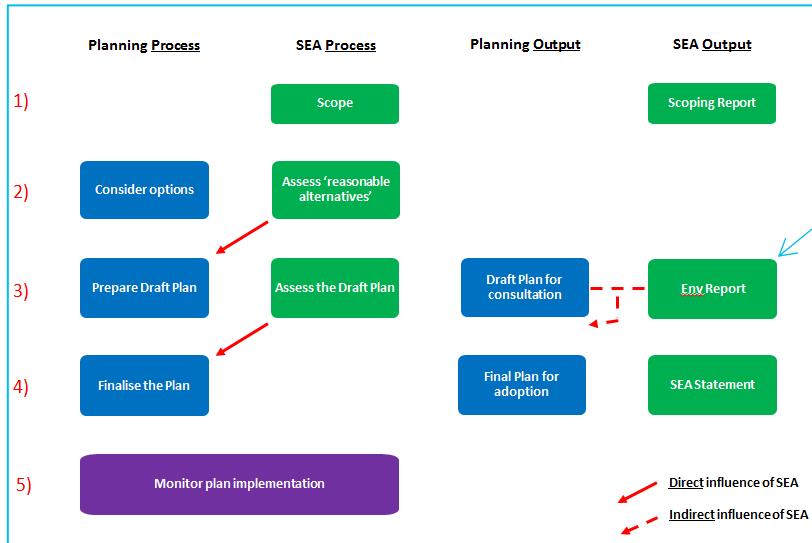 Planning Process
SEA Process
Planning Output
SEA Output
1)
Scope
Scoping Report
2)
Consider options
Assess ‘reasonable
alternatives’
3)
Prepare Draft Plan
Assess the Draft Plan
Draft Plan for
consultation
Env Report
4)
Finalise the Plan
Final Plan for
adoption
SEA Statement
5)
Monitor plan implementation
Direct influence of SEA
Indirect influence of SEA